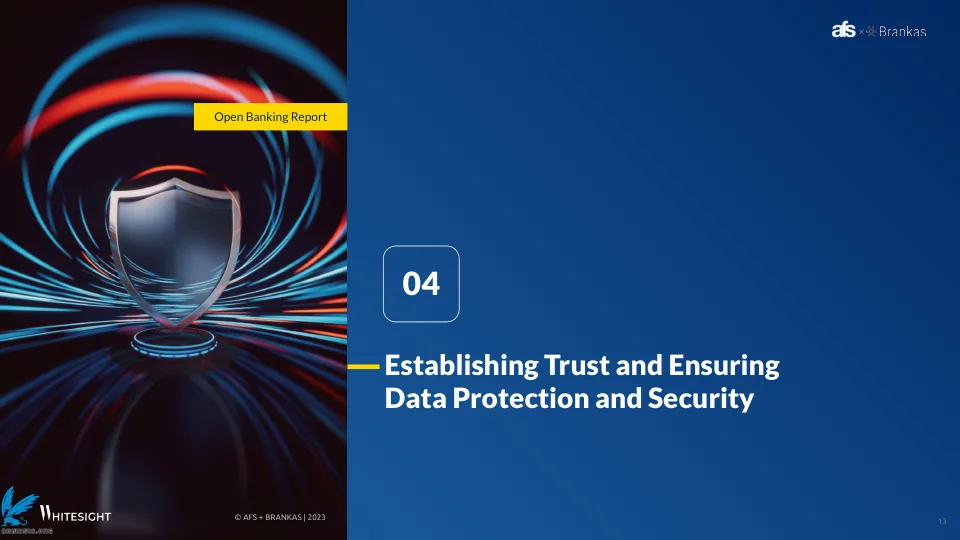 afs × Brankas
Open Banking Report
04
Establishing Trust and Ensuring
Data Protection and Security
WHITESIGHT
© AFS + BRANKAS | 2023
13